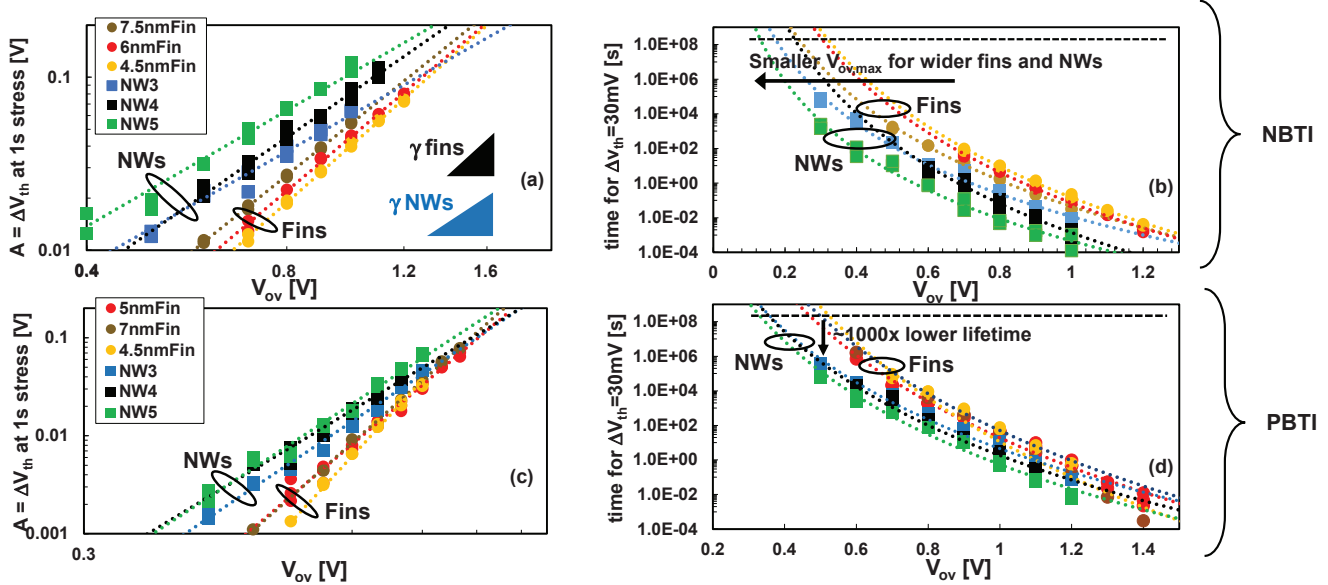 A = ΔVth at 1s stress [V]
0.1
0.01
7.5nmFin
6nmFin
4.5nmFin
NW3
NW4
NW5
NWs
Fins
γ fins
γ NWs
(a)
0.4
0.8
1.2
1.6
Vov [V]
time for ΔVth=30mV [s]
1.0E+08
1.0E+06
1.0E+04
1.0E+02
1.0E+00
1.0E-02
1.0E-04
Smaller Vov,max for wider fins and NWs
Fins
NWs
(b)
0
0.2
0.4
0.6
0.8
1.0
1.2
Vov [V]
NBTI
A = ΔVth at 1s stress [V]
0.1
0.01
0.001
5nmFin
7nmFin
4.5nmFin
NW3
NW4
NW5
NWs
Fins
(c)
0.3
Vov [V]
time for ΔVth=30mV [s]
1.0E+08
1.0E+06
1.0E+04
1.0E+02
1.0E+00
1.0E-02
1.0E-04
~1000x lower lifetime
NWs
Fins
(d)
0.2
0.4
0.6
0.8
1.0
1.2
1.4
Vov [V]
PBTI